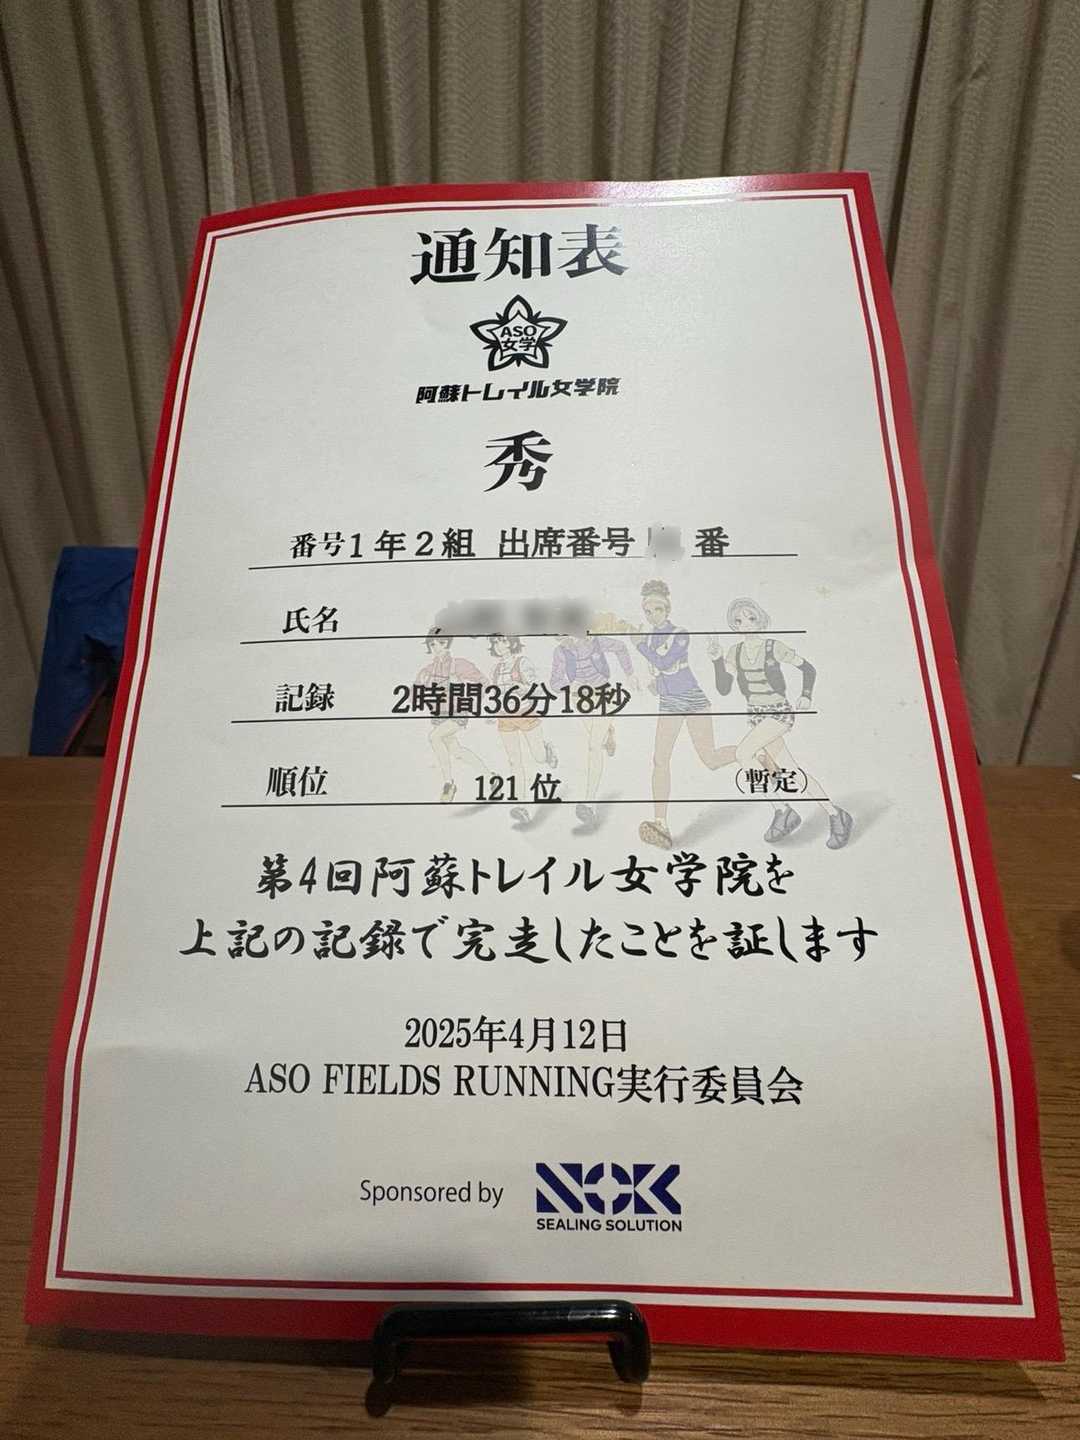 通知表
ASO
女学
阿蘇トレイル女学院
秀
番号1年2組 出席番号 番
氏名
記録 2時間36分18秒
順位 121位 (暫定)
第4回阿蘇トレイル女学院を
上記の記録で完走したことを証します
2025年4月12日
ASO FIELDS RUNNING実行委員会
Sponsored by NOK
SEALING SOLUTION